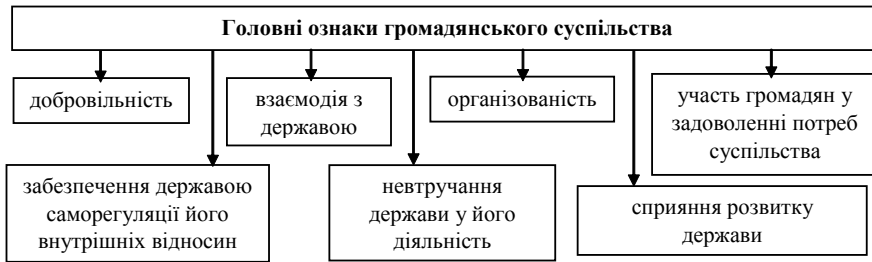 Головні ознаки громадянського суспільства
добровільність
взаємодія з
державою
організованість
участь громадян у
задоволенні потреб
суспільства
забезпечення державою
саморегуляції його
внутрішніх відносин
невтручання
держави у його
діяльність
сприяння розвитку
держави